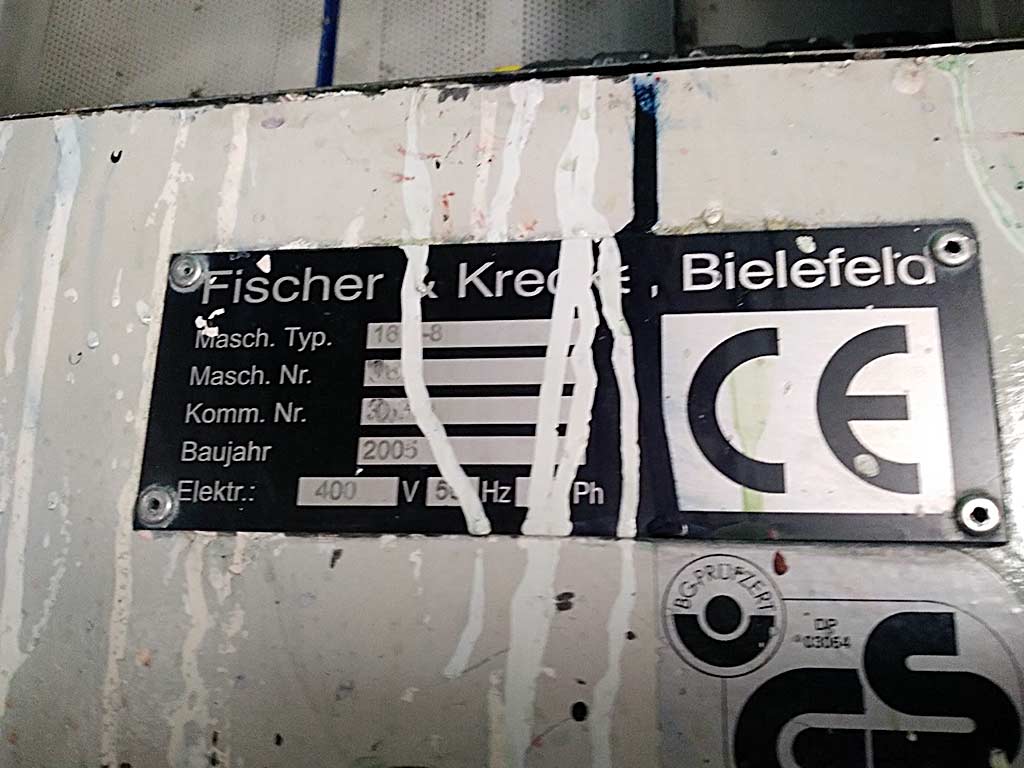 Fischer & Krecke, Bielefeld
Masch. Typ.
Masch. Nr.
Komm. Nr.
Baujahr 2005
Elektr.: 400 V Hz Ph
CE
BG-PRÜFZERT
DP
03064
GS